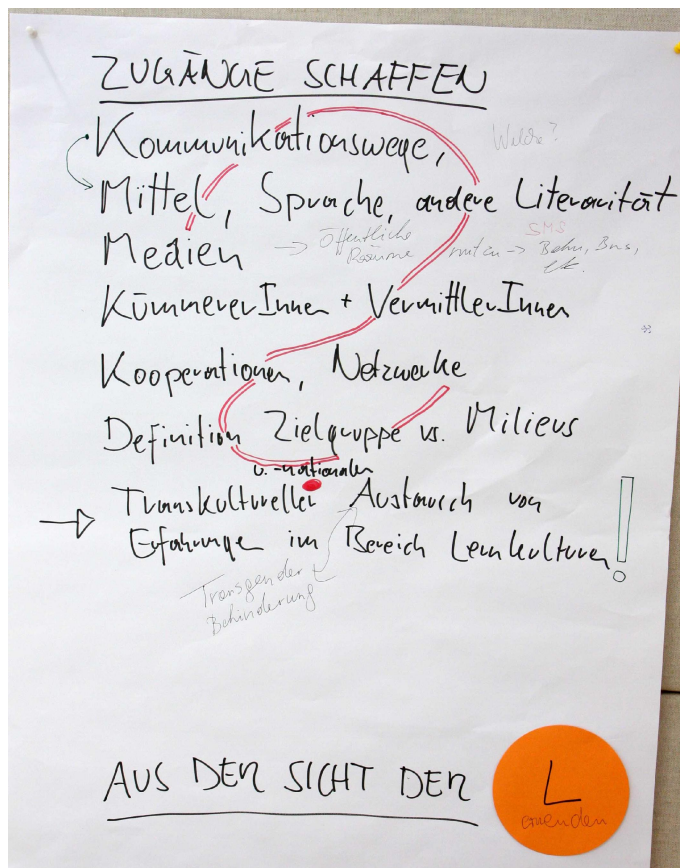 ZUGÄNGE SCHAFFEN
Kommunikationswege,
Welche?
Mittel, Sprache, andere Literarität
SMS
Medien → öffentliche Räume nutzen → Bahn, Bus, etc.
KümmererInnen + VermittlerInnen
Kooperationen, Netzwerke
Definition Zielgruppe vs. Milieus
u. -nationaler
→ Transkultureller Austausch von
Erfahrungen im Bereich Lernkulturen!
Transgender
Behinderung
AUS DER SICHT DER L
ernenden